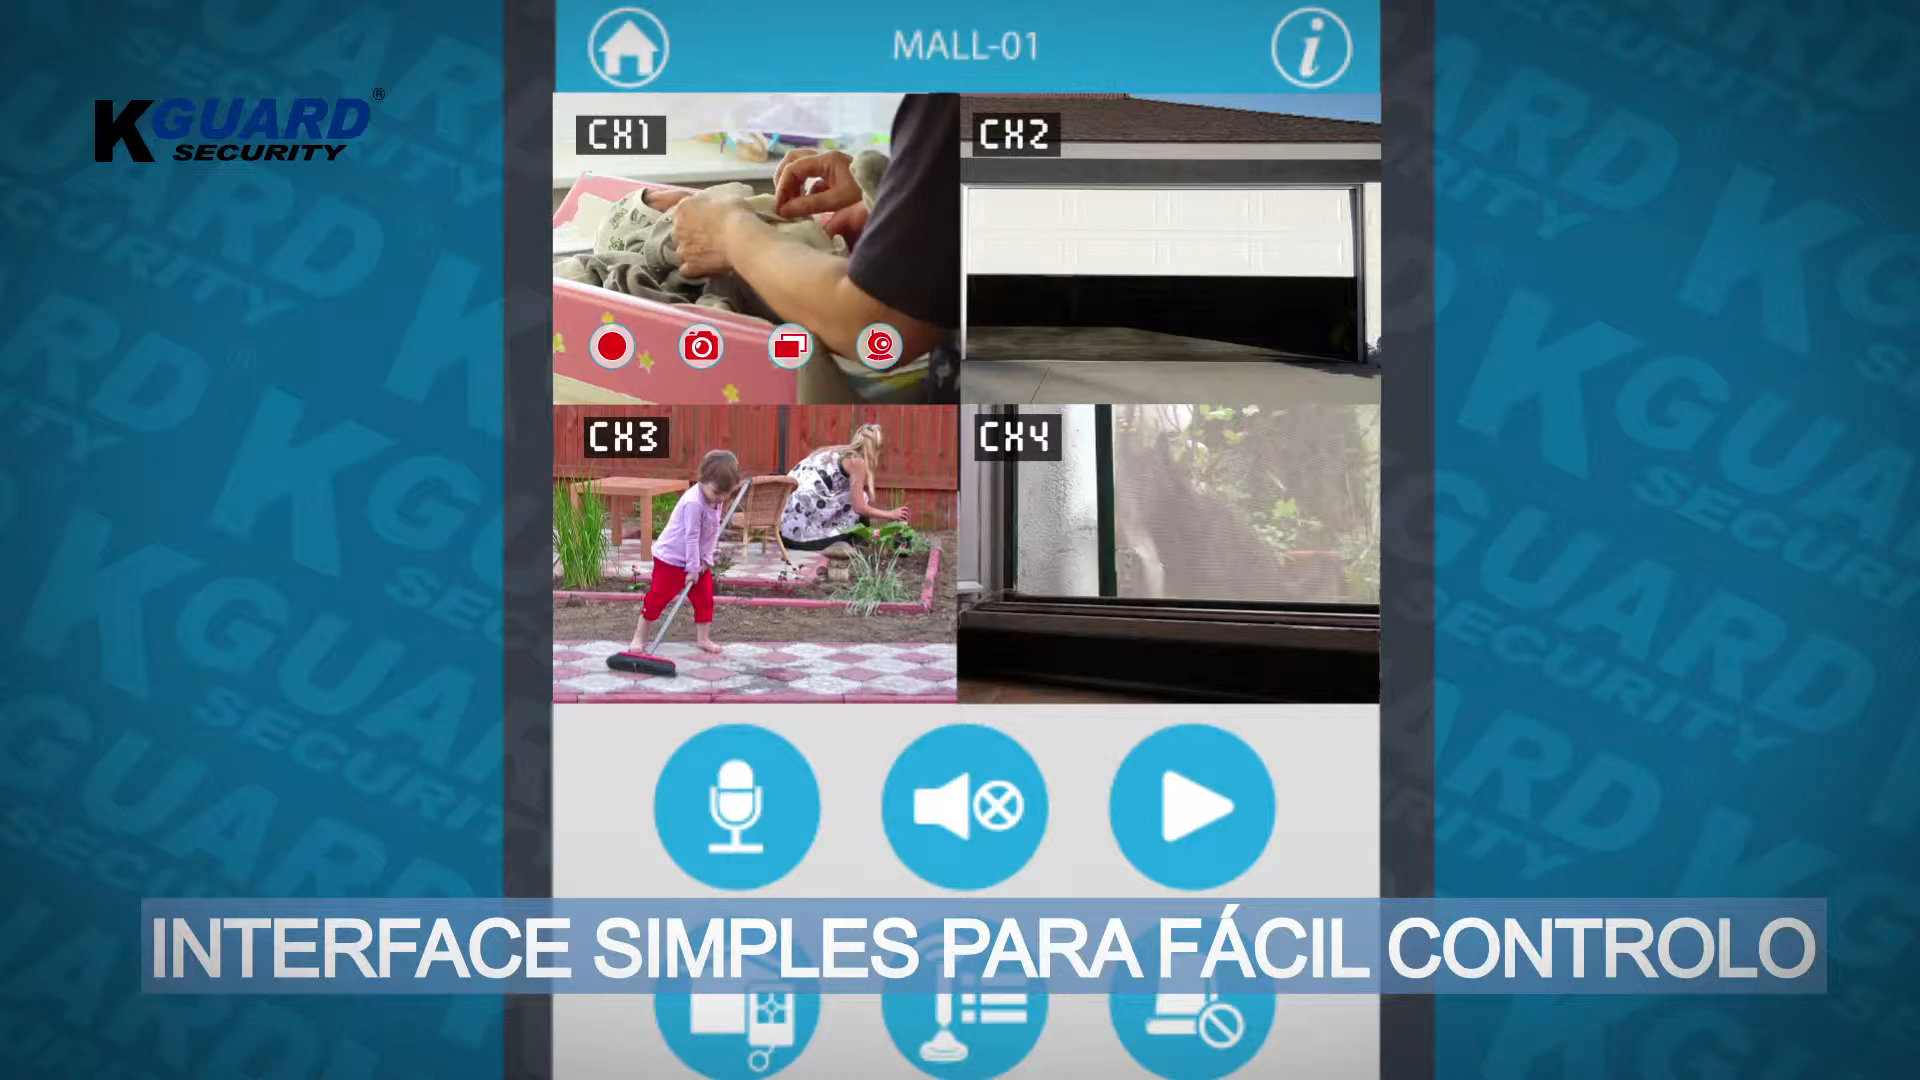 MALL-01
KGUARD®
SECURITY
CH1
CH2
CH3
CH4
INTERFACE SIMPLES PARA FÁCIL CONTROLO